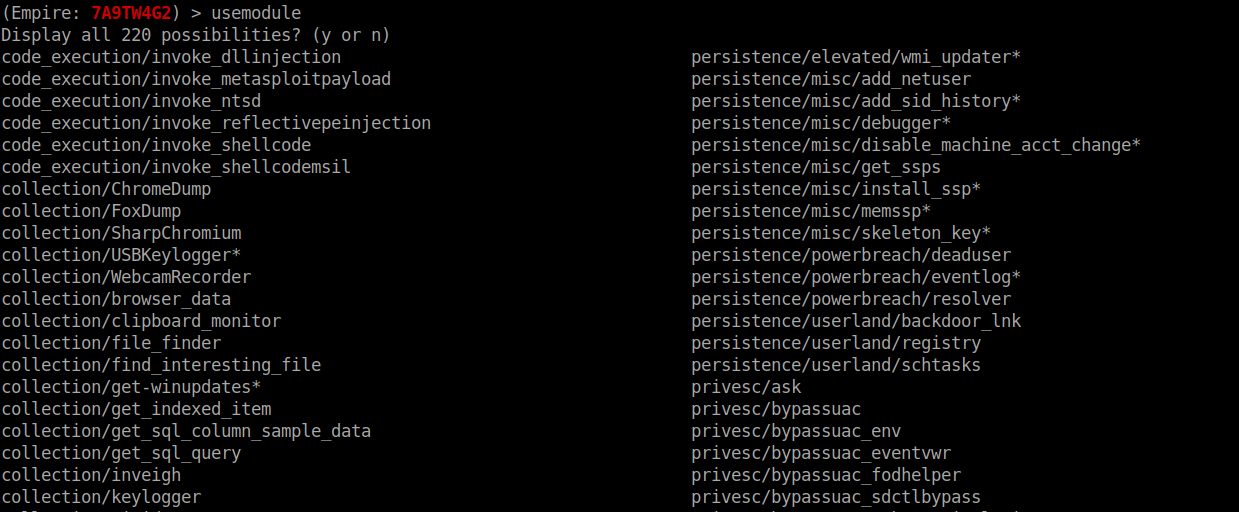 (Empire: 7A9TW4G2) > usemodule
Display all 220 possibilities? (y or n)
code_execution/invoke_dllinjection persistence/elevated/wmi_updater*
code_execution/invoke_metasploitpayload persistence/misc/add_netuser
code_execution/invoke_ntsd persistence/misc/add_sid_history*
code_execution/invoke_reflectivepeinjection persistence/misc/debugger*
code_execution/invoke_shellcode persistence/misc/disable_machine_acct_change*
code_execution/invoke_shellcodemsil persistence/misc/get_ssps
collection/ChromeDump persistence/misc/install_ssp*
collection/FoxDump persistence/misc/memssp*
collection/SharpChromium persistence/misc/skeleton_key*
collection/USBKeylogger* persistence/powerbreach/deaduser
collection/WebcamRecorder persistence/powerbreach/eventlog*
collection/browser_data persistence/powerbreach/resolver
collection/clipboard_monitor persistence/userland/backdoor_lnk
collection/file_finder persistence/userland/registry
collection/find_interesting_file persistence/userland/schtasks
collection/get-winupdates* privesc/ask
collection/get_indexed_item privesc/bypassuac
collection/get_sql_column_sample_data privesc/bypassuac_env
collection/get_sql_query privesc/bypassuac_eventvwr
collection/inveigh privesc/bypassuac_fodhelper
collection/keylogger privesc/bypassuac_sdctlbypass